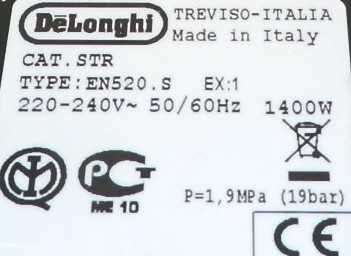 DeLonghi
TREVISO-ITALIA
Made in Italy
CAT.STR
TYPE:EN520.S EX:1
220-240V~ 50/60Hz 1400W
ME 10
P=1,9MPa (19bar)
CE